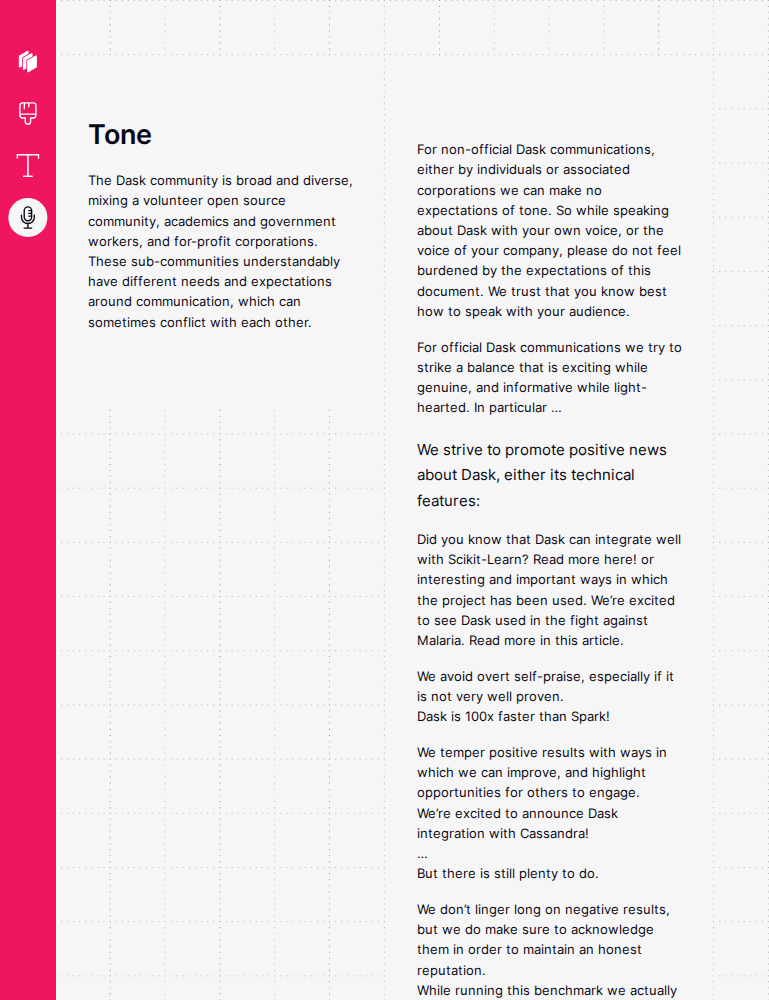 Tone
The Dask community is broad and diverse,
mixing a volunteer open source
community, academics and government
workers, and for-profit corporations.
These sub-communities understandably
have different needs and expectations
around communication, which can
sometimes conflict with each other.
For non-official Dask communications,
either by individuals or associated
corporations we can make no
expectations of tone. So while speaking
about Dask with your own voice, or the
voice of your company, please do not feel
burdened by the expectations of this
document. We trust that you know best
how to speak with your audience.
For official Dask communications we try to
strike a balance that is exciting while
genuine, and informative while light-
hearted. In particular ...
We strive to promote positive news
about Dask, either its technical
features:
Did you know that Dask can integrate well
with Scikit-Learn? Read more here! or
interesting and important ways in which
the project has been used. We’re excited
to see Dask used in the fight against
Malaria. Read more in this article.
We avoid overt self-praise, especially if it
is not very well proven.
Dask is 100x faster than Spark!
We temper positive results with ways in
which we can improve, and highlight
opportunities for others to engage.
We’re excited to announce Dask
integration with Cassandra!
...
But there is still plenty to do.
We don’t linger long on negative results,
but we do make sure to acknowledge
them in order to maintain an honest
reputation.
While running this benchmark we actually